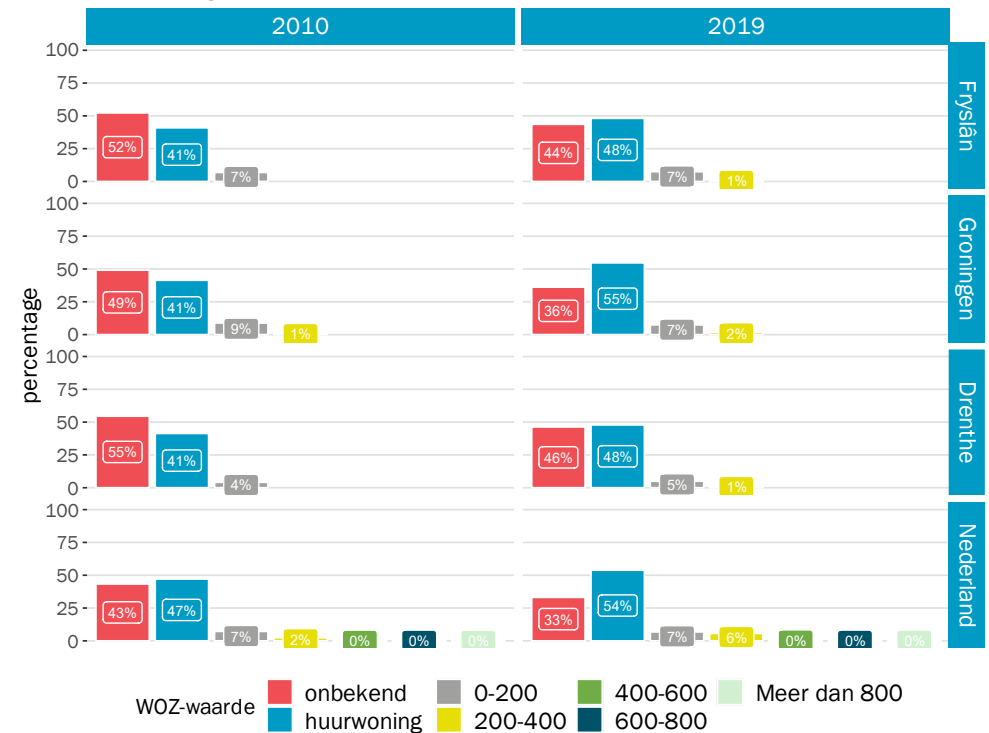 2010 2019
100
75
50
25
0
52% 41% 7%
44% 48% 7% 1%
Fryslân
100
75
50
25
0
49% 41% 9% 1%
36% 55% 7% 2%
Groningen
100
75
50
25
0
55% 41% 4%
46% 48% 5% 1%
Drenthe
100
75
50
25
0
43% 47% 7% 2% 0% 0% 0%
33% 54% 7% 6% 0% 0% 0%
Nederland
percentage
WOZ-waarde
onbekend 0-200 400-600 Meer dan 800
huurwoning 200-400 600-800